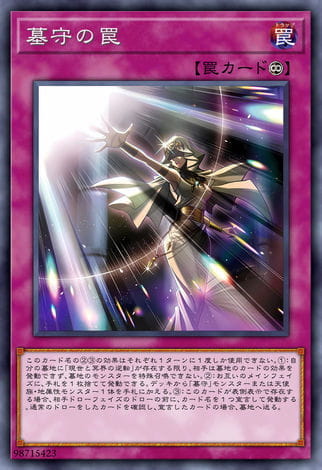 墓守の罠
トラップ
罠
【罠カード】
このカード名の②③の効果はそれぞれ1ターンに1度しか使用できない。①:自
分の墓地に「現世と冥界の逆転」が存在する限り、相手は墓地のカードの効果を
発動できず、墓地のモンスターを特殊召喚できない。②:お互いのメインフェイ
ズに、手札を1枚捨てて発動できる。デッキから「墓守」モンスターまたは天使
族・地属性モンスター1体を手札に加える。③:このカードが表側表示で存在す
る場合、相手ドローフェイズのドローの前に、カード名を1つ宣言して発動する
。通常のドローをしたカードを確認し、宣言したカードの場合、墓地へ送る。
98715423